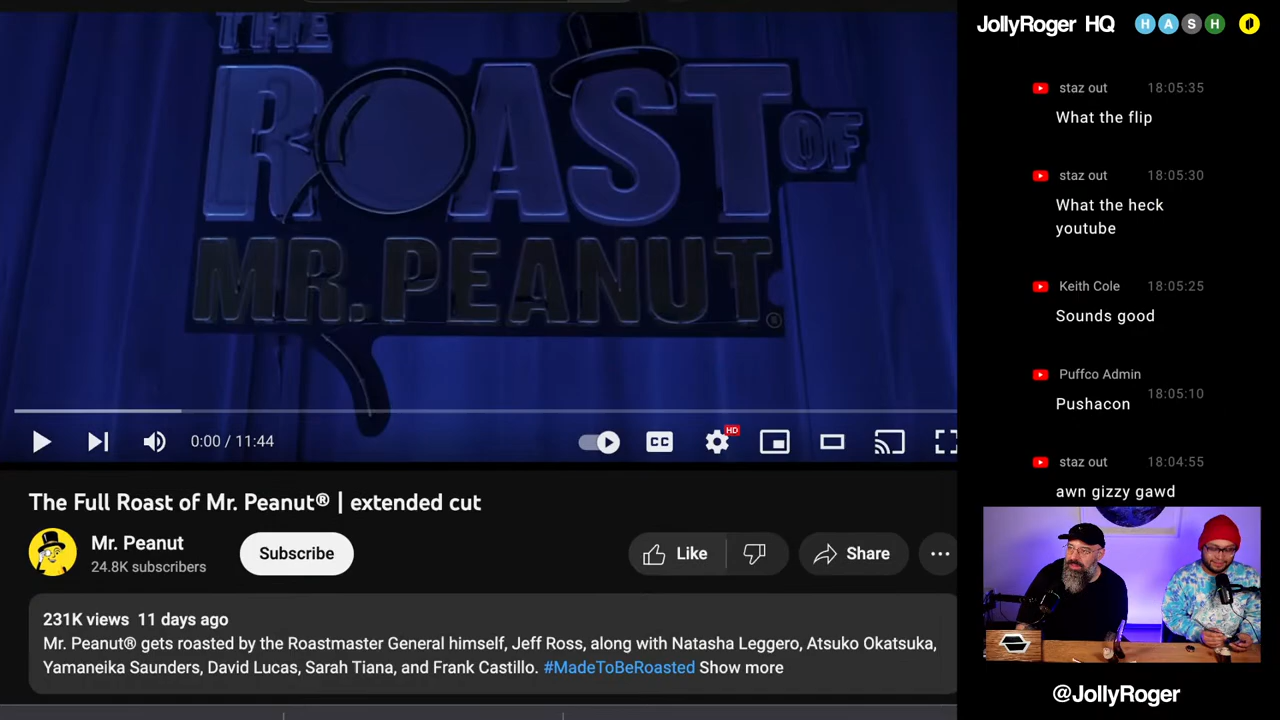 THE
ROAST OF
MR. PEANUT®
0:00 / 11:44
CC
HD
The Full Roast of Mr. Peanut® | extended cut
Mr. Peanut
24.8K subscribers
Subscribe
Like
Share
231K views 11 days ago
Mr. Peanut® gets roasted by the Roastmaster General himself, Jeff Ross, along with Natasha Leggero, Atsuko Okatsuka,
Yamaneika Saunders, David Lucas, Sarah Tiana, and Frank Castillo. #MadeToBeRoasted Show more
JollyRoger HQ H A S H
staz out 18:05:35
What the flip
staz out 18:05:30
What the heck
youtube
Keith Cole 18:05:25
Sounds good
Puffco Admin 18:05:10
Pushacon
staz out 18:04:55
awn gizzy gawd
@JollyRoger